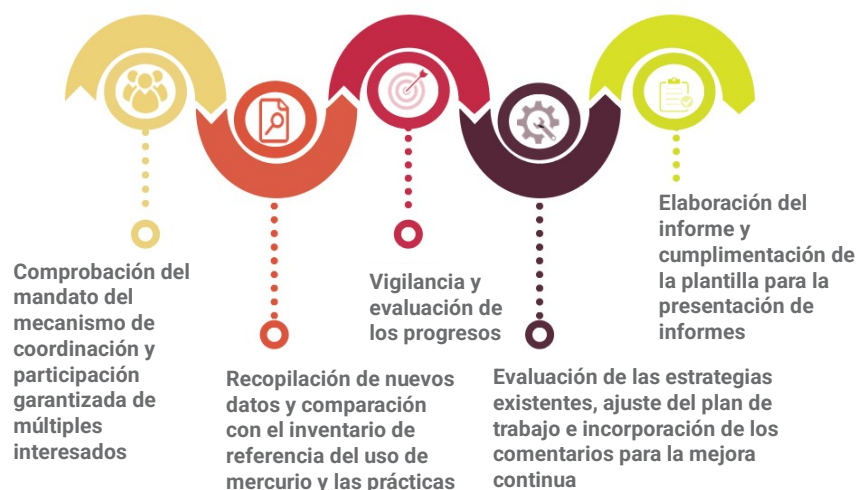 Comprobación del
mandato del
mecanismo de
coordinación y
participación
garantizada de
múltiples
interesados
Recopilación de nuevos
datos y comparación
con el inventario de
referencia del uso de
mercurio y las prácticas
Vigilancia y
evaluación de
los progresos
Evaluación de las estrategias
existentes, ajuste del plan de
trabajo e incorporación de los
comentarios para la mejora
continua
Elaboración del
informe y
cumplimentación de
la plantilla para la
presentación de
informes